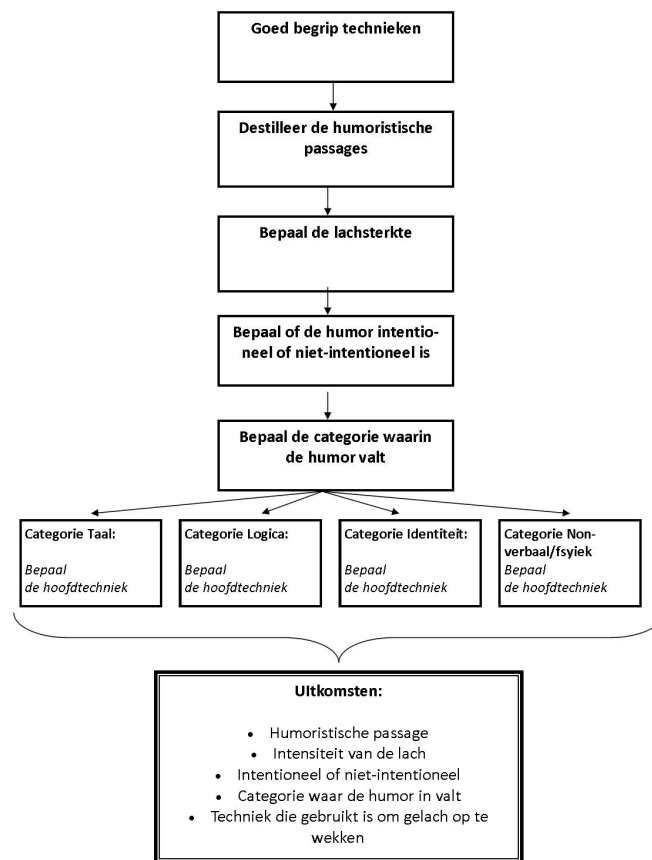 Goed begrip technieken
Destilleer de humoristische
passages
Bepaal de lachsterkte
Bepaal of de humor intentio-
neel of niet-intentioneel is
Bepaal de categorie waarin
de humor valt
Categorie Taal:
Bepaal
de hoofdtechniek
Categorie Logica:
Bepaal
de hoofdtechniek
Categorie Identiteit:
Bepaal
de hoofdtechniek
Categorie Non-
verbaal/fsyiek
Bepaal
de hoofdtechniek
UItkomsten:
• Humoristische passage
• Intensiteit van de lach
• Intentioneel of niet-intentioneel
• Categorie waar de humor in valt
• Techniek die gebruikt is om gelach op te
wekken